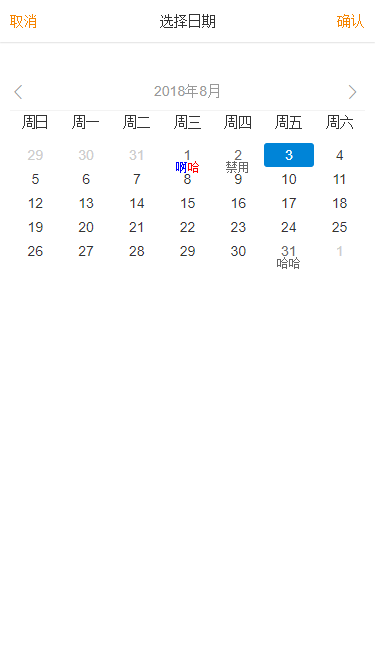 取消 选择日期 确认
2018年8月
周日 周一 周二 周三 周四 周五 周六
29 30 31 1 2 3 4
啊哈 禁用
5 6 7 8 9 10 11
12 13 14 15 16 17 18
19 20 21 22 23 24 25
26 27 28 29 30 31 1
哈哈